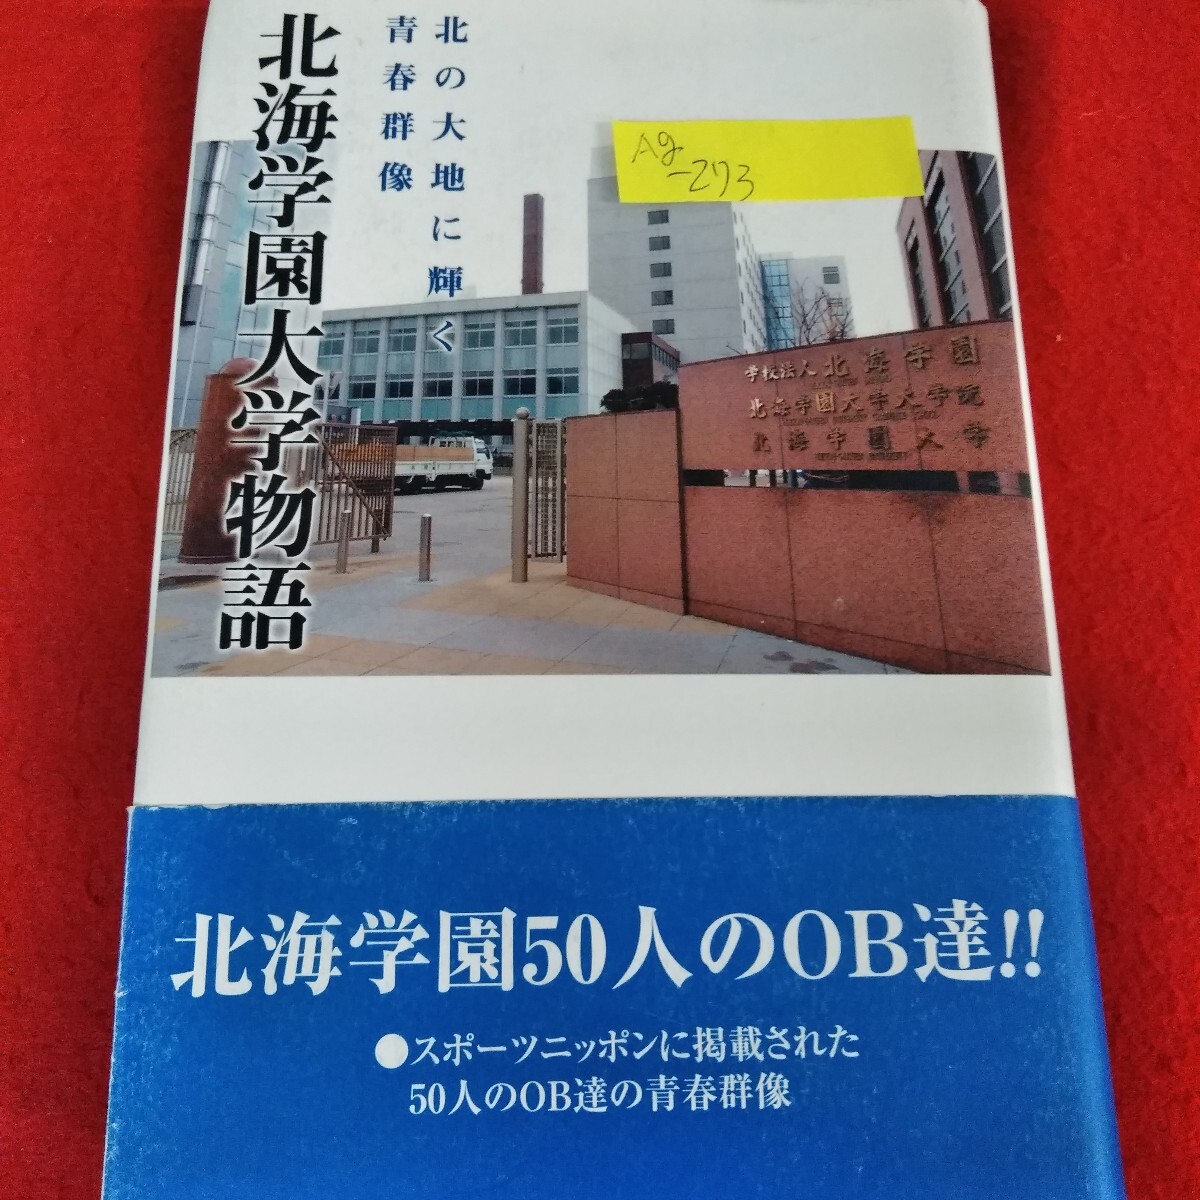 北の大地に輝く
青春群像
北海学園大学物語
Ag
-273
学校法人 北海学園
北海学園大学大学院
北海学園大学
北海学園50人のOB達!!
●スポーツニッポンに掲載された
50人のOB達の青春群像